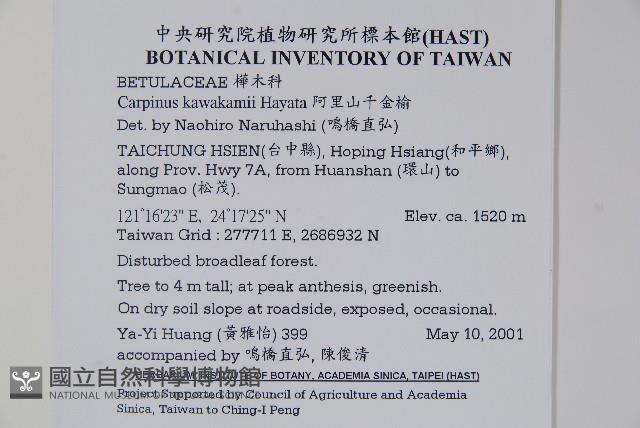 中央研究院植物研究所標本館(HAST)
BOTANICAL INVENTORY OF TAIWAN
BETULACEAE 樺木科
Carpinus kawakamii Hayata 阿里山千金榆
Det. by Naohiro Naruhashi (鳴橋直弘)
TAICHUNG HSIEN(台中縣), Hoping Hsiang(和平鄉),
along Prov. Hwy 7A, from Huanshan (環山) to
Sungmao (松茂).
121°16'23" E, 24°17'25" N Elev. ca. 1520 m
Taiwan Grid : 277711 E, 2686932 N
Disturbed broadleaf forest.
Tree to 4 m tall; at peak anthesis, greenish.
On dry soil slope at roadside, exposed, occasional.
Ya-Yi Huang (黃雅怡) 399 May 10, 2001
accompanied by 鳴橋直弘, 陳俊清
HERBARIUM, INSTITUTE OF BOTANY, ACADEMIA SINICA, TAIPEI (HAST)
國立自然科學博物館
NATIONAL MUSEUM OF NATURAL SCIENCE
Project Supported by Council of Agriculture and Academia
Sinica, Taiwan to Ching-I Peng